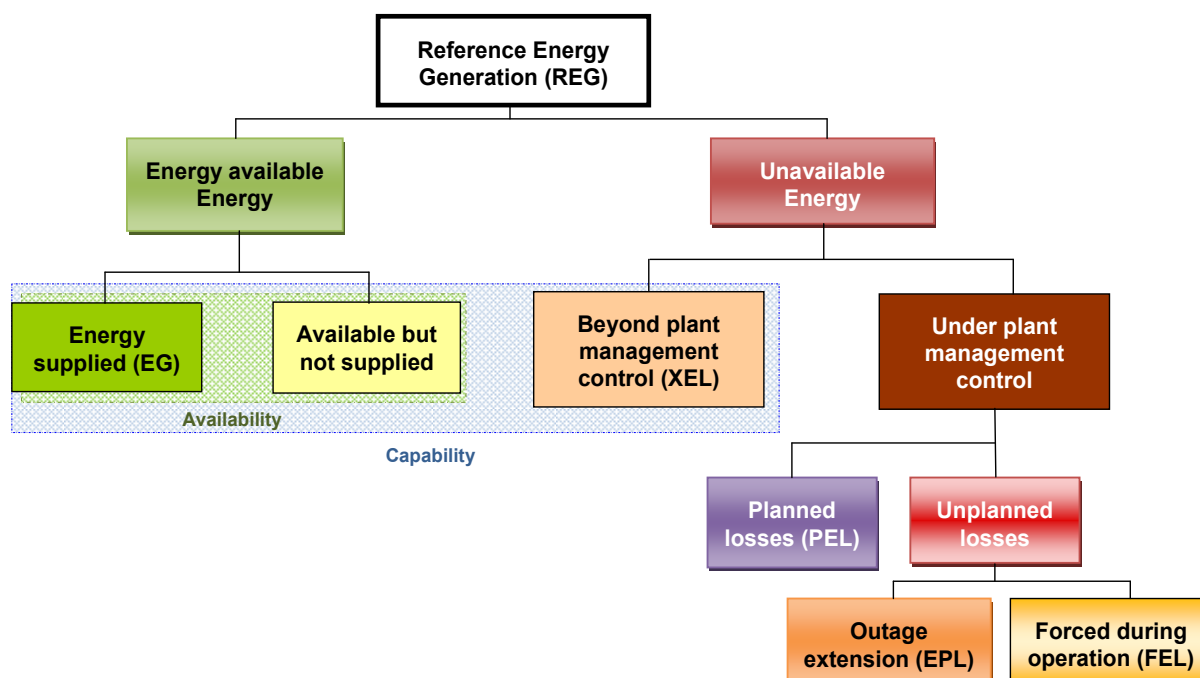 Reference Energy
Generation (REG)
Energy available
Energy
Unavailable
Energy
Energy
supplied (EG)
Available but
not supplied
Beyond plant
management
control (XEL)
Under plant
management
control
Availability
Capability
Planned
losses (PEL)
Unplanned
losses
Outage
extension (EPL)
Forced during
operation (FEL)